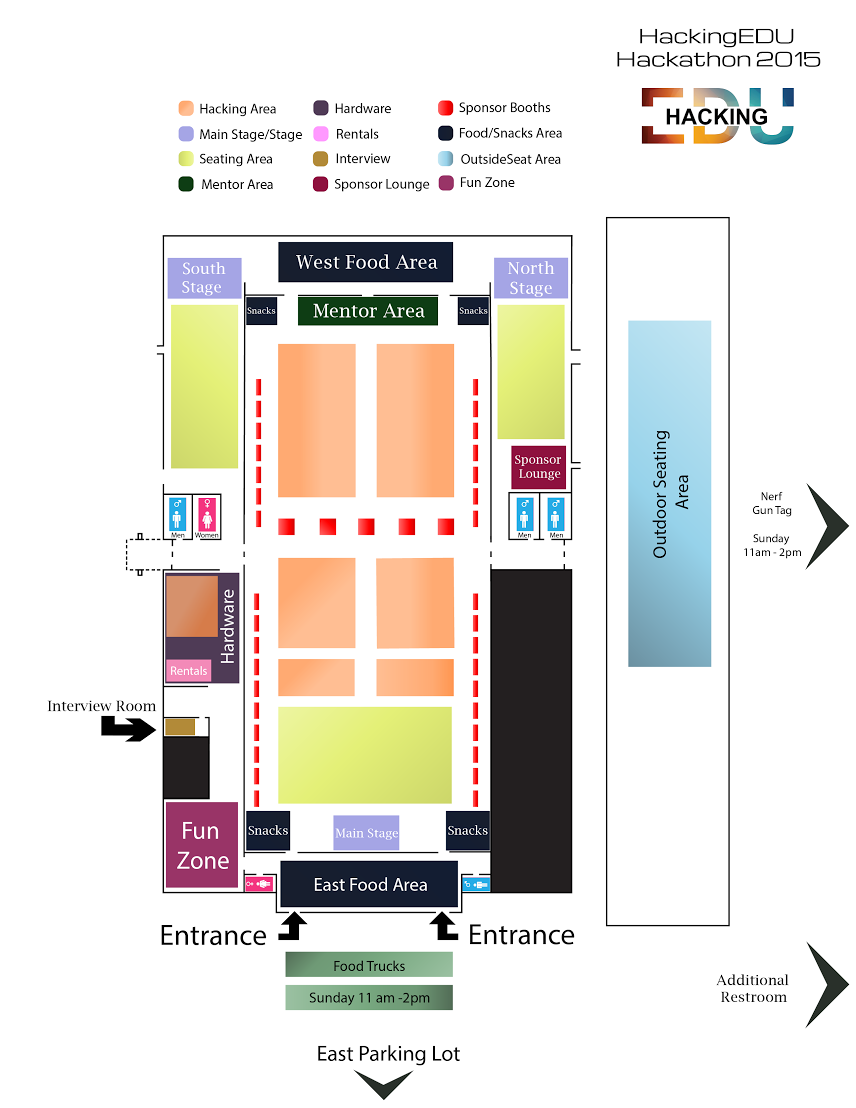 HackingEDU
Hackathon 2015
EDU
HACKING
Hacking Area
Hardware
Sponsor Booths
Main Stage/Stage
Rentals
Food/Snacks Area
Seating Area
Interview
OutsideSeat Area
Mentor Area
Sponsor Lounge
Fun Zone
West Food Area
South
Stage
North
Stage
Snacks
Mentor Area
Snacks
Sponsor
Lounge
Men
Women
Men
Men
Outdoor Seating
Area
Nerf
Gun Tag
Sunday
11am - 2pm
Hardware
Rentals
Interview Room
Fun
Zone
Snacks
Main Stage
Snacks
East Food Area
Entrance
Entrance
Food Trucks
Sunday 11 am -2pm
Additional
Restroom
East Parking Lot